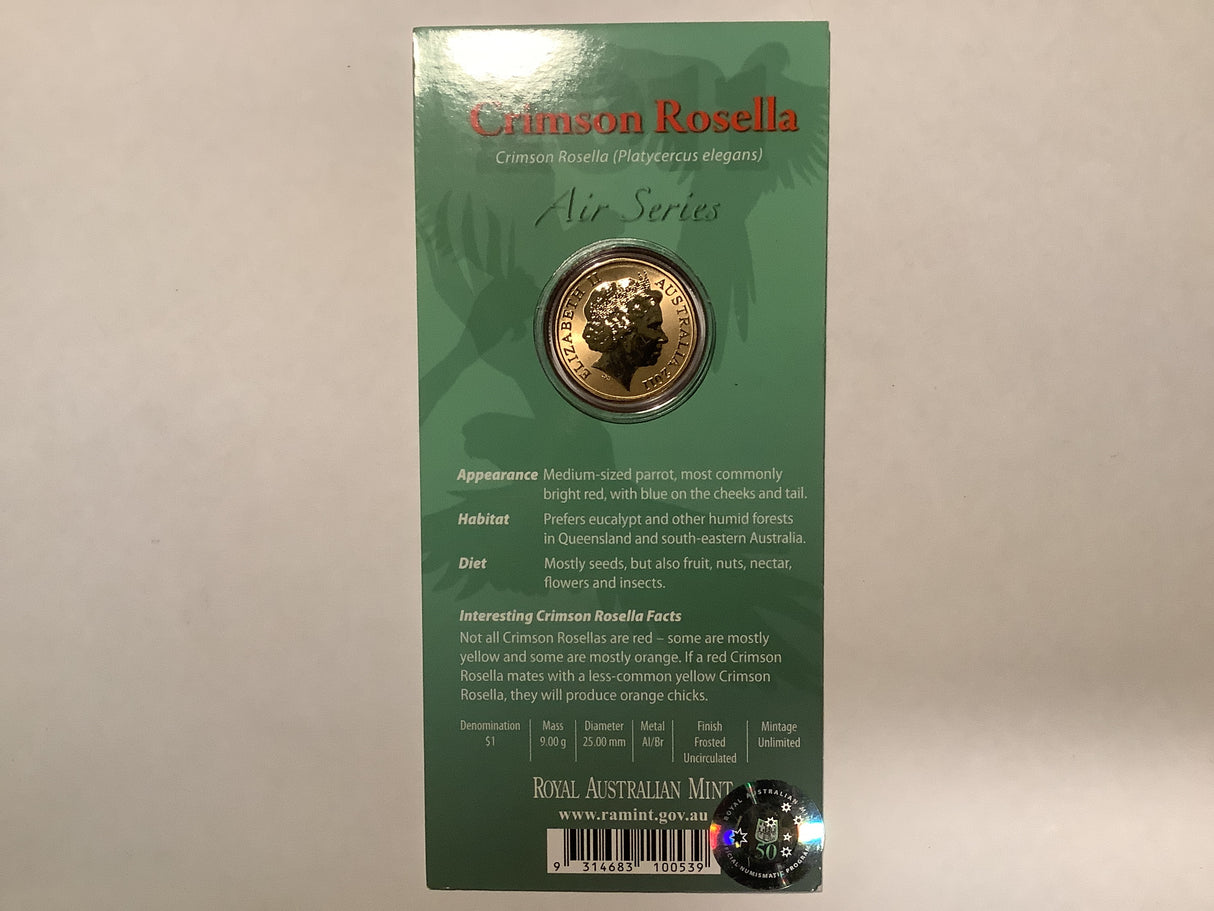 Crimson Rosella
Crimson Rosella (Platycercus elegans)
Air Series
ELIZABETH II AUSTRALIA 2011
Appearance Medium-sized parrot, most commonly
bright red, with blue on the cheeks and tail.
Habitat Prefers eucalypt and other humid forests
in Queensland and south-eastern Australia.
Diet Mostly seeds, but also fruit, nuts, nectar,
flowers and insects.
Interesting Crimson Rosella Facts
Not all Crimson Rosellas are red – some are mostly
yellow and some are mostly orange. If a red Crimson
Rosella mates with a less-common yellow Crimson
Rosella, they will produce orange chicks.
Denomination Mass Diameter Metal Finish Mintage
$1 9.00 g 25.00 mm Al/Br Frosted Unlimited
Uncirculated
ROYAL AUSTRALIAN MINT
www.ramint.gov.au
9 314683 100539
ROYAL AUSTRALIAN MINT
50
NUMISMATIC PROGRAM